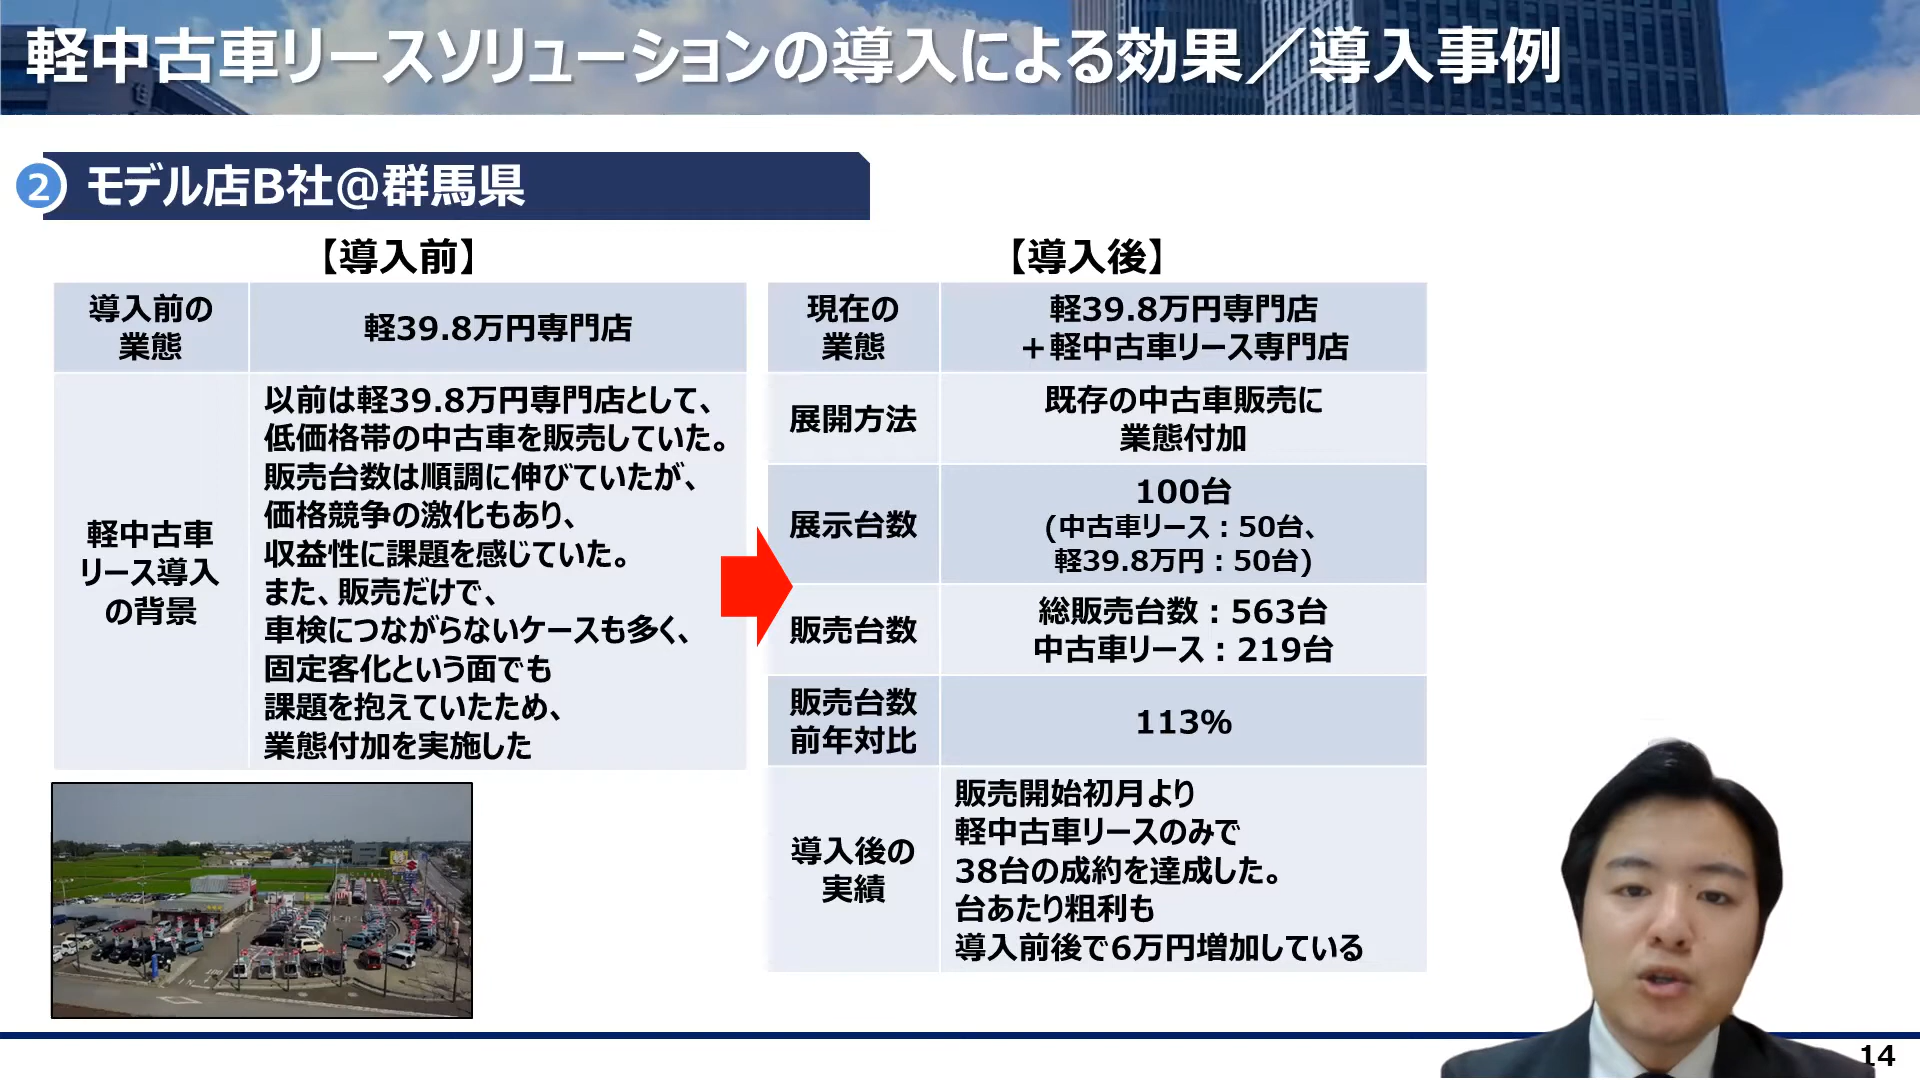 軽中古車リースソリューションの導入による効果／導入事例
2 モデル店B社@群馬県
【導入前】
導入前の
業態
軽39.8万円専門店
軽中古車
リース導入
の背景
以前は軽39.8万円専門店として、
低価格帯の中古車を販売していた。
販売台数は順調に伸びていたが、
価格競争の激化もあり、
収益性に課題を感じていた。
また、販売だけで、
車検につながらないケースも多く、
固定客化という面でも
課題を抱えていたため、
業態付加を実施した
【導入後】
現在の
業態
軽39.8万円専門店
＋軽中古車リース専門店
展開方法
既存の中古車販売に
業態付加
展示台数
100台
(中古車リース：50台、
軽39.8万円：50台)
販売台数
総販売台数：563台
中古車リース：219台
販売台数
前年対比
113%
導入後の
実績
販売開始初月より
軽中古車リースのみで
38台の成約を達成した。
台あたり粗利も
導入前後で6万円増加している
14